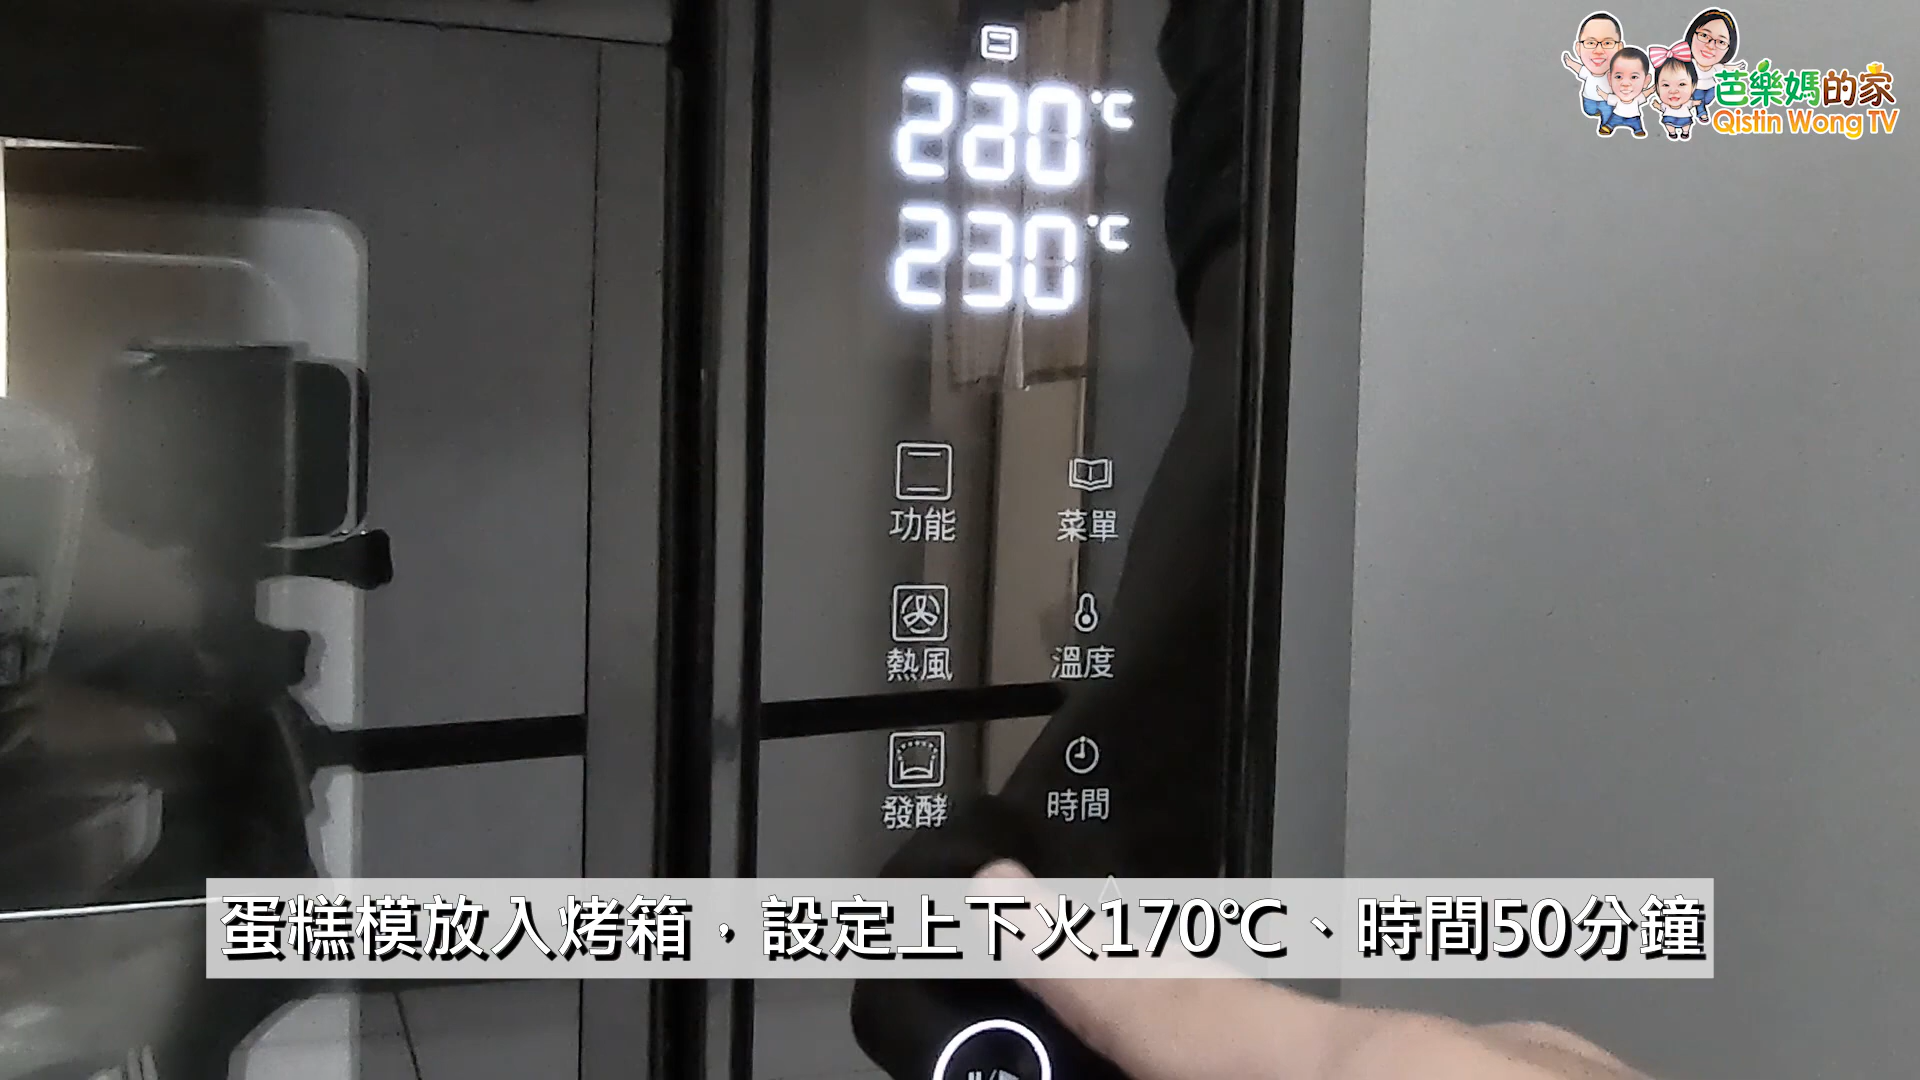 芭樂媽的家
Qistin Wong TV
230℃
功能
菜單
熱風
溫度
發酵
時間
蛋糕模放入烤箱，設定上下火170℃、時間50分鐘